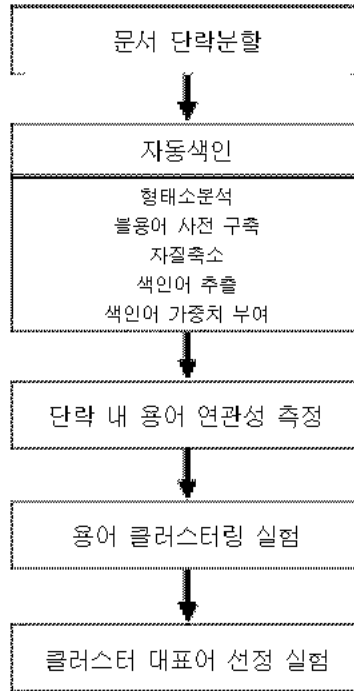 문서 단락분할
자동색인
형태소분석
불용어 사전 구축
자질축소
색인어 추출
색인어 가중치 부여
단락 내 용어 연관성 측정
용어 클러스터링 실험
클러스터 대표어 선정 실험